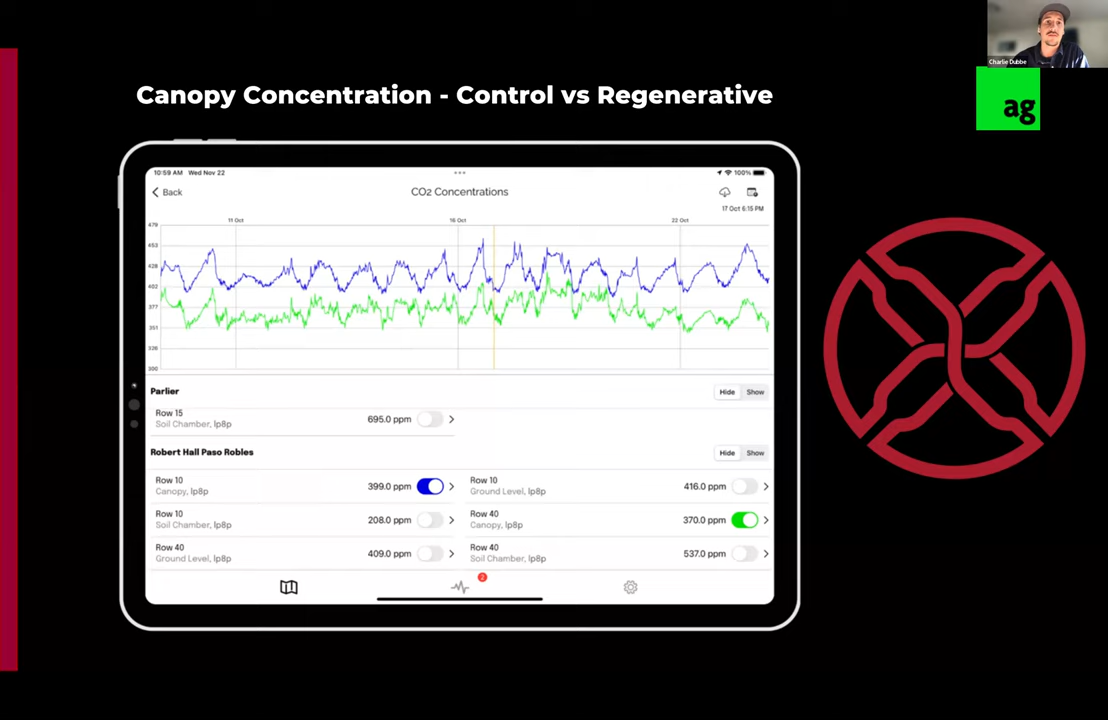 Charlie Dubbe
Canopy Concentration - Control vs Regenerative
ag
10:59 AM Wed Nov 22
100%
Back
CO2 Concentrations
17 Oct 6:15 PM
11 Oct 16 Oct 22 Oct
479
453
428
402
377
351
326
300
Parlier
Hide Show
Row 15
Soil Chamber, lp8p
695.0 ppm
Robert Hall Paso Robles
Hide Show
Row 10
Canopy, lp8p
399.0 ppm
Row 10
Ground Level, lp8p
416.0 ppm
Row 10
Soil Chamber, lp8p
208.0 ppm
Row 40
Canopy, lp8p
370.0 ppm
Row 40
Ground Level, lp8p
409.0 ppm
Row 40
Soil Chamber, lp8p
537.0 ppm
2